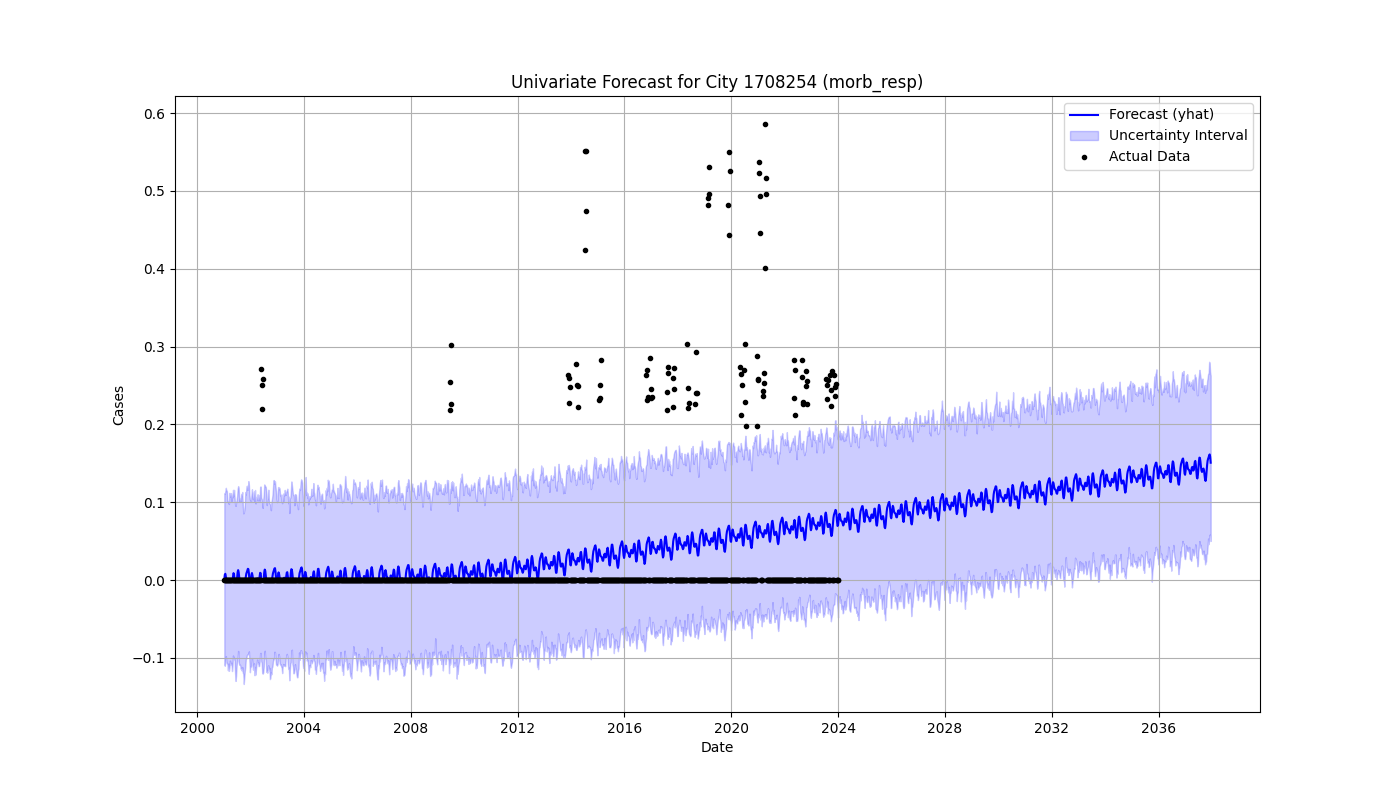 Univariate Forecast for City 1708254 (morb_resp)
Forecast (yhat)
Uncertainty Interval
Actual Data
0.6
0.5
0.4
0.3
0.2
0.1
0.0
−0.1
Cases
2000 2004 2008 2012 2016 2020 2024 2028 2032 2036
Date